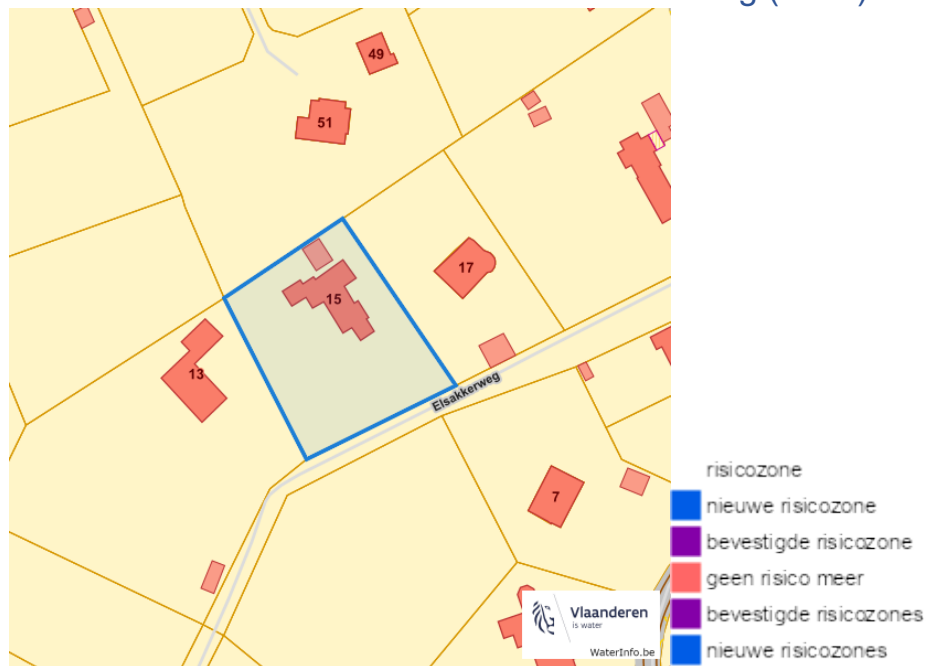 49
51
17
15
13
Elsakkerweg
7
risicozone
nieuwe risicozone
bevestigde risicozone
geen risico meer
bevestigde risicozones
nieuwe risicozones
Vlaanderen
is water
WaterInfo.be